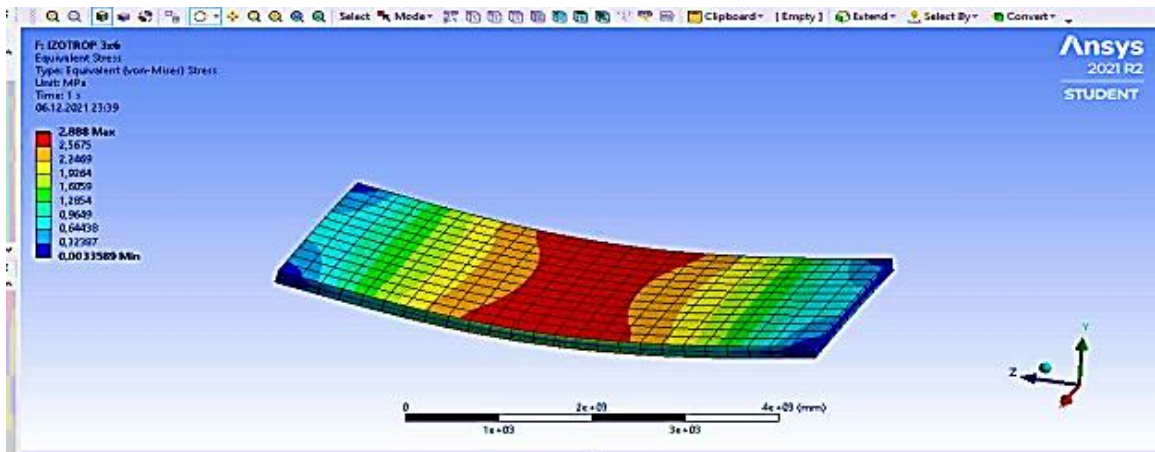 Select Mode Clipboard [Empty] Extend Select By Convert
F: IZOTROP 3x6
Equivalent Stress
Type: Equivalent (von-Mises) Stress
Unit: MPa
Time: 1 s
06.12.2021 23:39
2,888 Max
2,5675
2,2469
1,9264
1,6059
1,2854
0,9649
0,64438
0,32387
0,0033589 Min
Ansys
2021 R2
STUDENT
Y
Z
0 2e+03 4e+03 (mm)
1e+03 3e+03